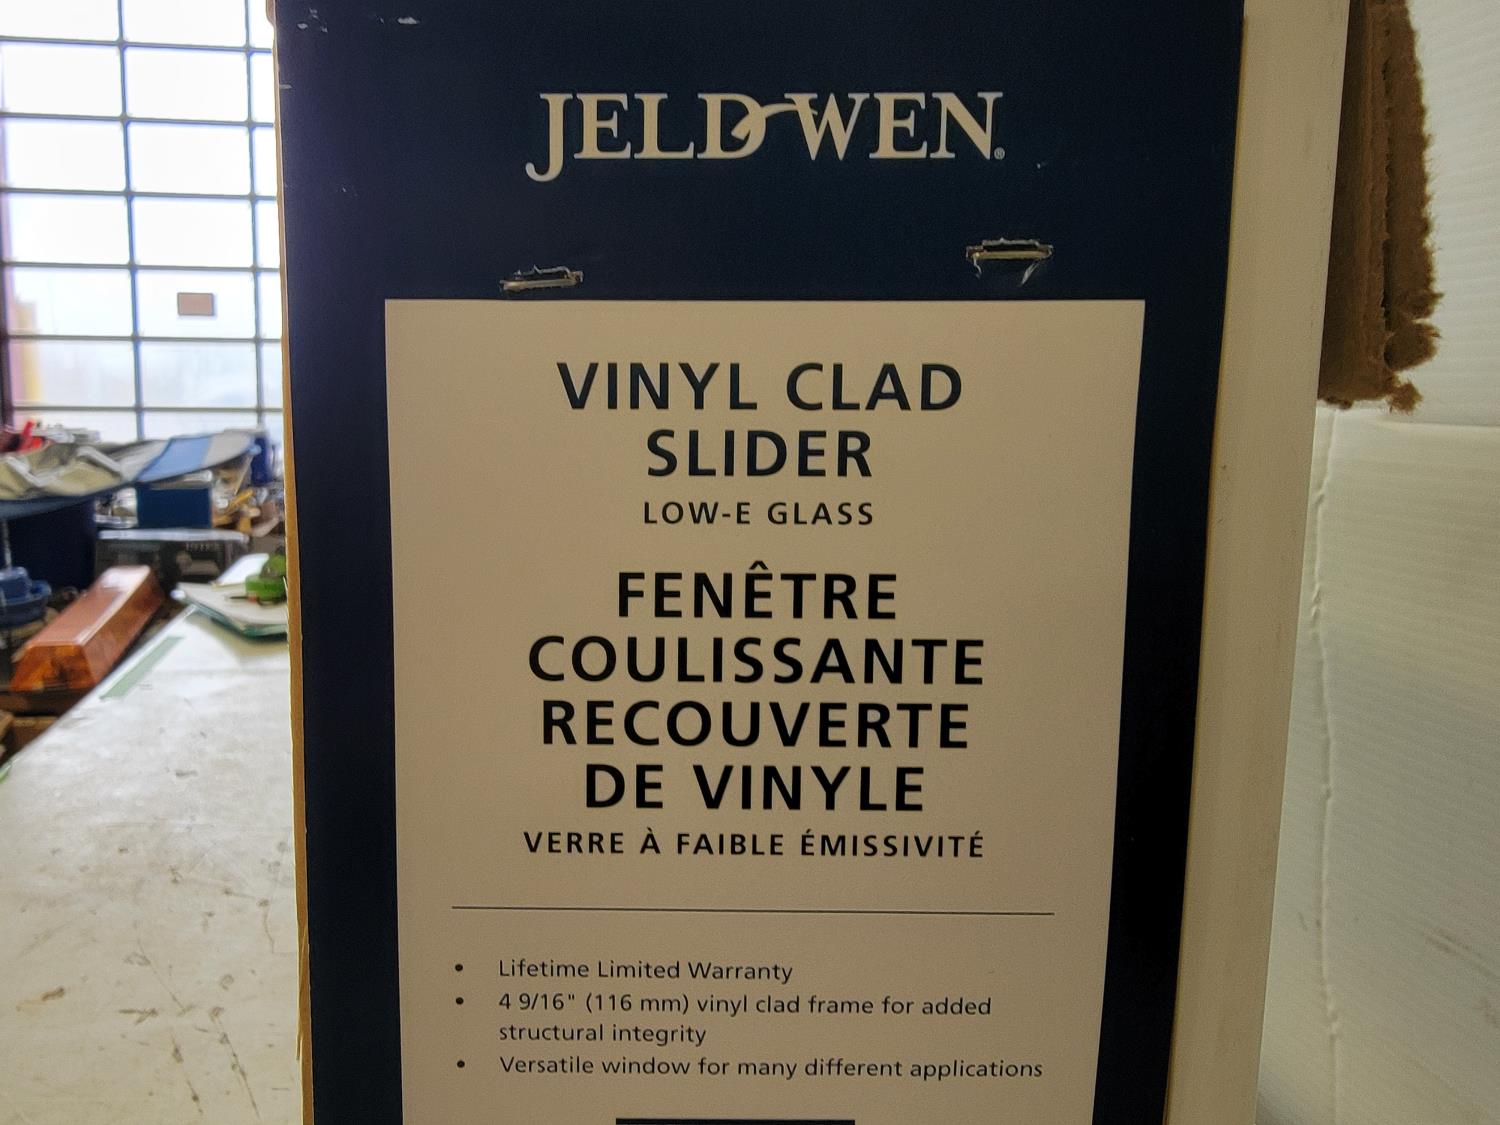 JELD-WEN®
VINYL CLAD
SLIDER
LOW-E GLASS
FENÊTRE
COULISSANTE
RECOUVERTE
DE VINYLE
VERRE À FAIBLE ÉMISSIVITÉ
• Lifetime Limited Warranty
• 4 9/16" (116 mm) vinyl clad frame for added
structural integrity
• Versatile window for many different applications